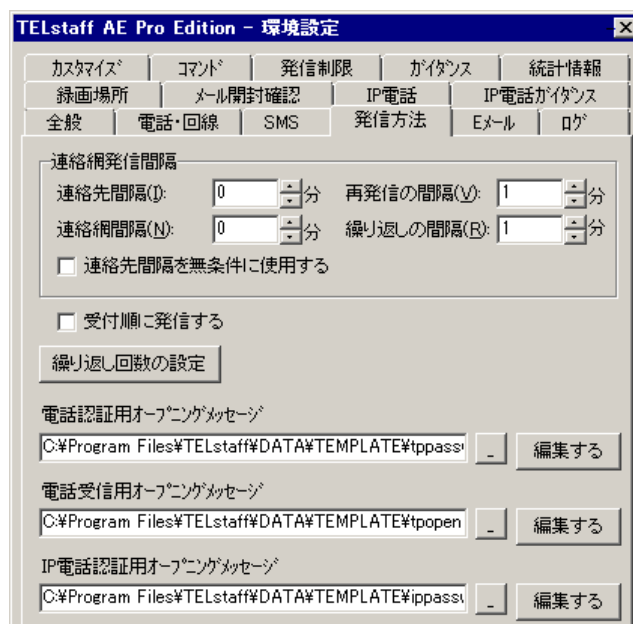 TELstaff AE Pro Edition - 環境設定
ｶｽﾀﾏｲｽﾞ ｺﾏﾝﾄﾞ 発信制限 ｶﾞｲﾀﾞﾝｽ 統計情報
録画場所 ﾒｰﾙ開封確認 IP電話 IP電話ｶﾞｲﾀﾞﾝｽ
全般 電話・回線 SMS 発信方法 Eﾒｰﾙ ﾛｸﾞ
連絡網発信間隔
連絡先間隔(I): 0 分 再発信の間隔(V): 1 分
連絡網間隔(N): 0 分 繰り返しの間隔(R): 1 分
連絡先間隔を無条件に使用する
受付順に発信する
繰り返し回数の設定
電話認証用ｵｰﾌﾟﾆﾝｸﾞﾒｯｾｰｼﾞ
C:¥Program Files¥TELstaff¥DATA¥TEMPLATE¥tppassw _ 編集する
電話受信用ｵｰﾌﾟﾆﾝｸﾞﾒｯｾｰｼﾞ
C:¥Program Files¥TELstaff¥DATA¥TEMPLATE¥tpopen _ 編集する
IP電話認証用ｵｰﾌﾟﾆﾝｸﾞﾒｯｾｰｼﾞ
C:¥Program Files¥TELstaff¥DATA¥TEMPLATE¥ippassw _ 編集する